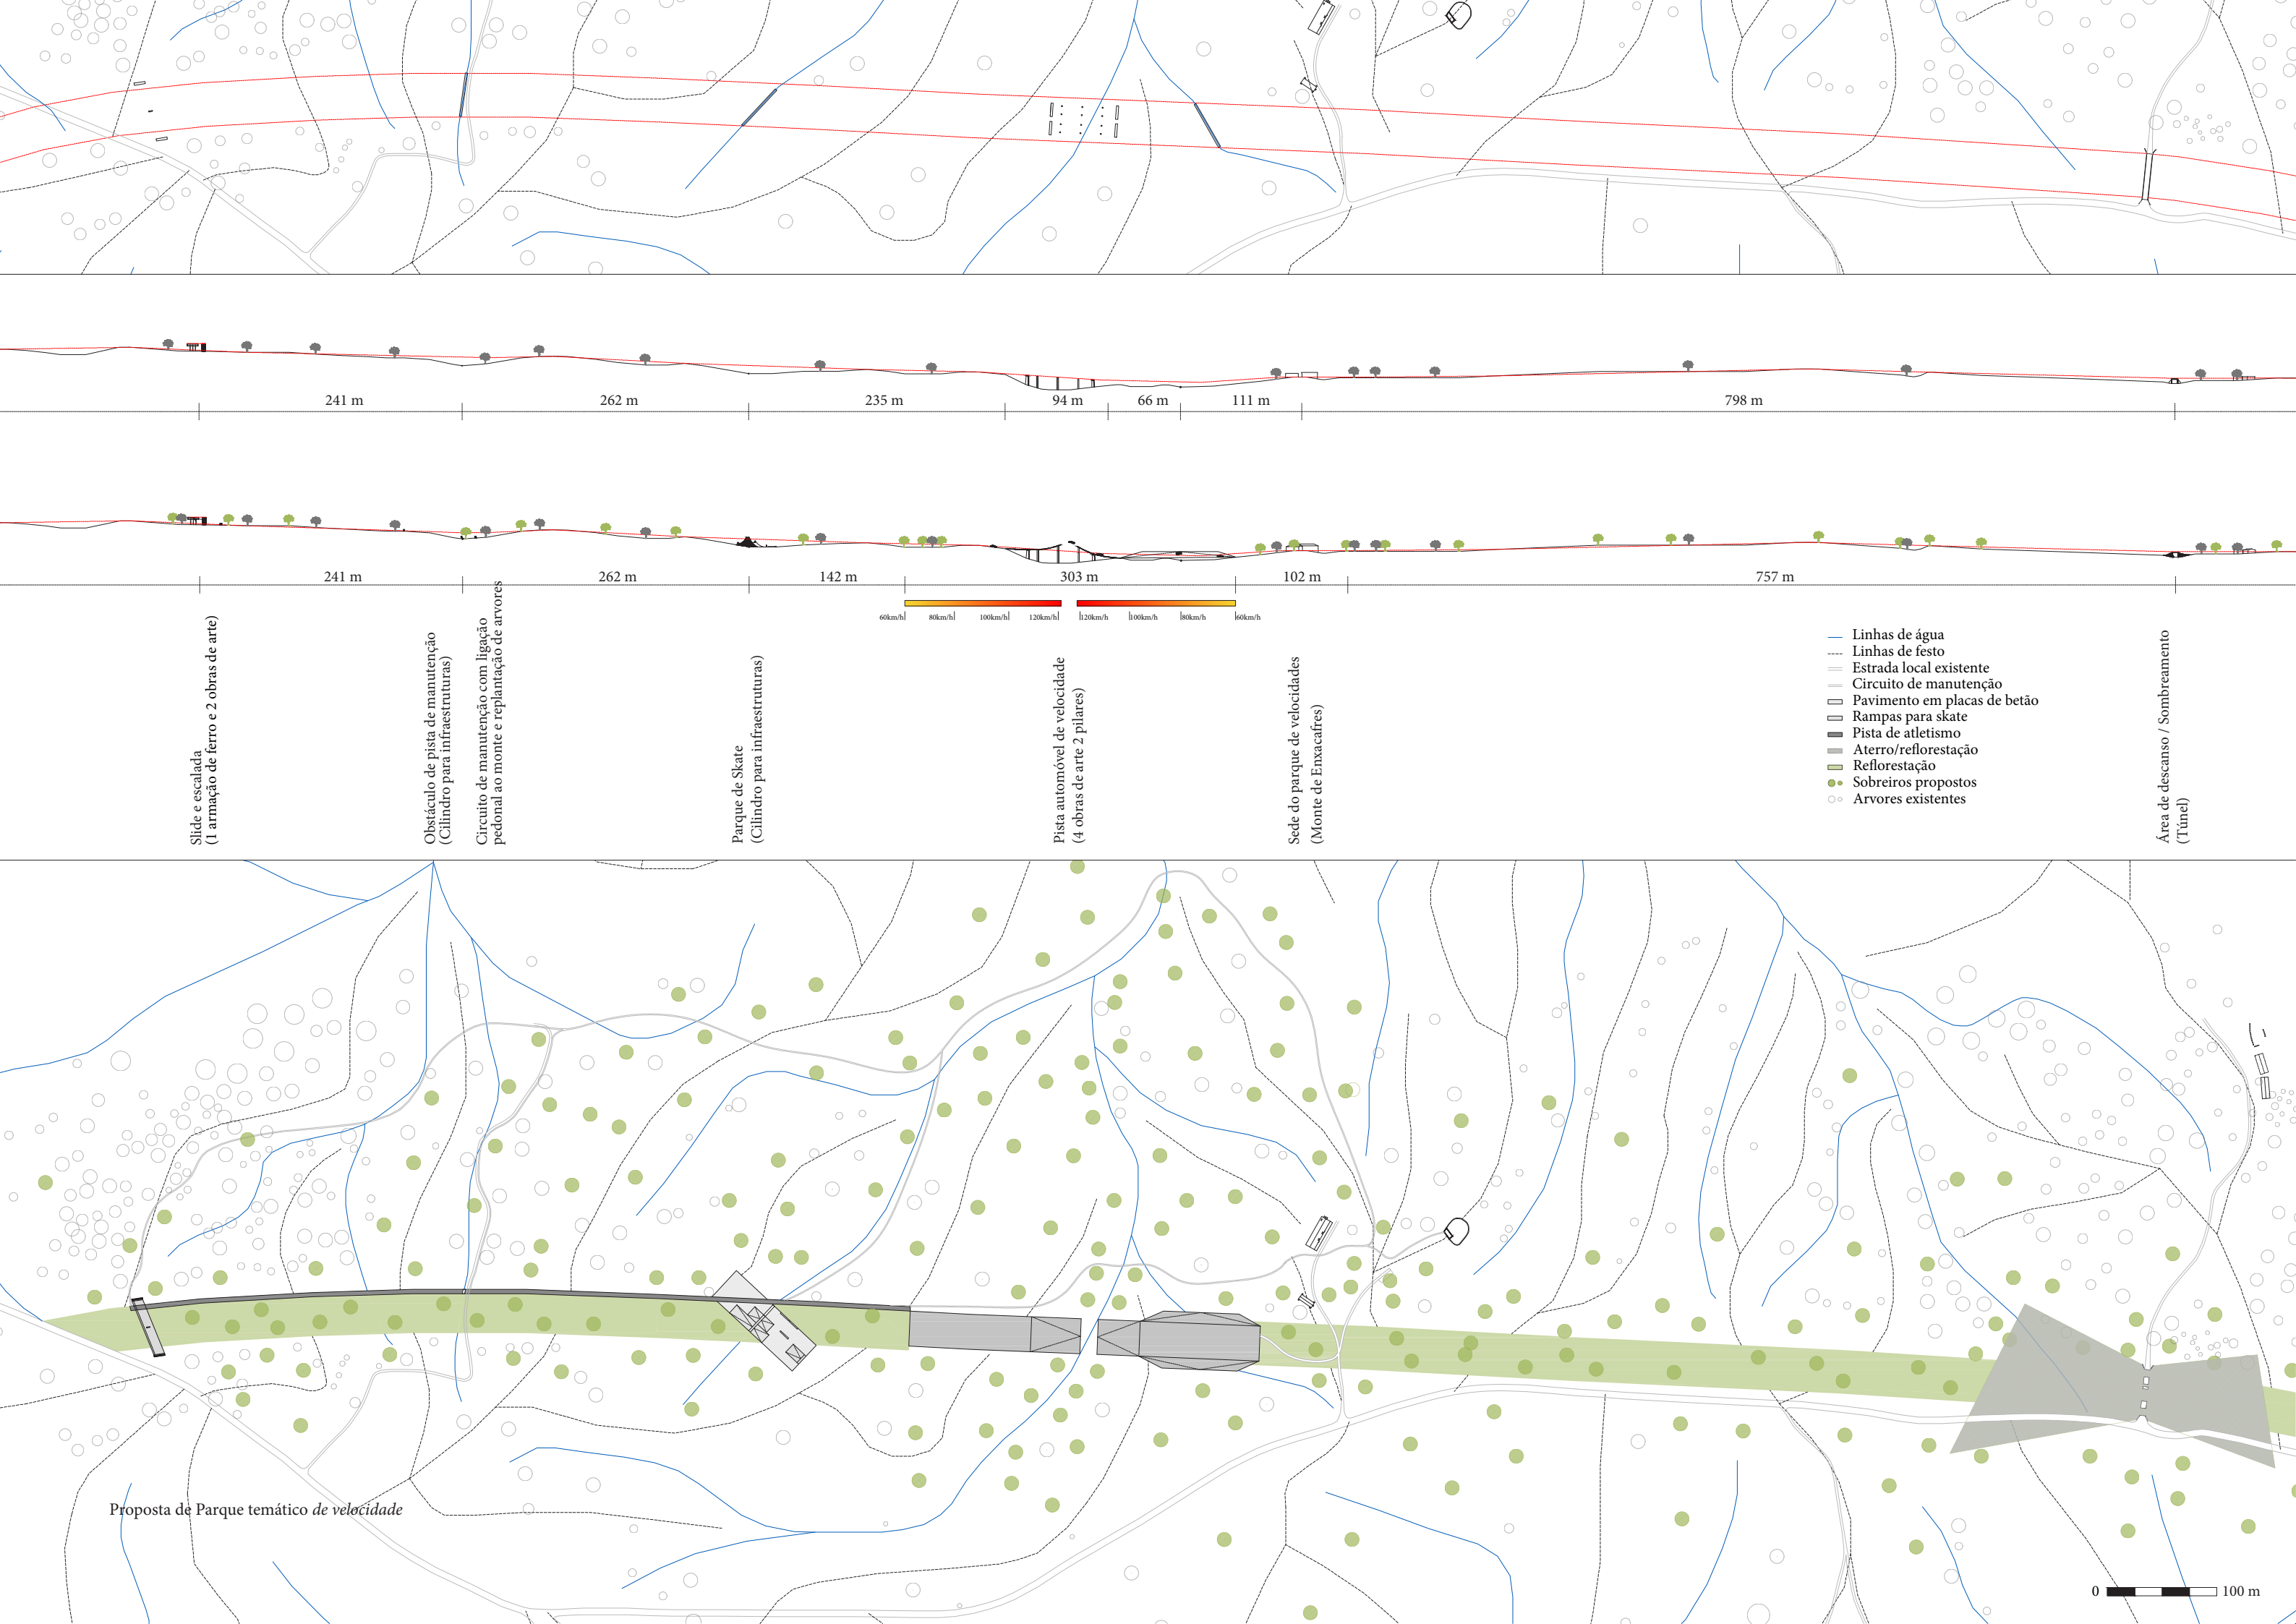 241 m 262 m 235 m 94 m 66 m 111 m 798 m
241 m 262 m 142 m 303 m 102 m 757 m
60km/h 80km/h 100km/h 120km/h 120km/h 100km/h 80km/h 60km/h
Slide e escalada
(1 armação de ferro e 2 obras de arte)
Obstáculo de pista de manutenção
(Cilindro para infraestruturas)
Circuito de manutenção com ligação
pedonal ao monte e replantação de arvores
Parque de Skate
(Cilindro para infraestruturas)
Pista automóvel de velocidade
(4 obras de arte 2 pilares)
Sede do parque de velocidades
(Monte de Enxacafres)
Linhas de água
Linhas de festo
Estrada local existente
Circuito de manutenção
Pavimento em placas de betão
Rampas para skate
Pista de atletismo
Aterro/reflorestação
Reflorestação
Sobreiros propostos
Arvores existentes
Área de descanso / Sombreamento
(Túnel)
Proposta de Parque temático de velocidade
0 100 m